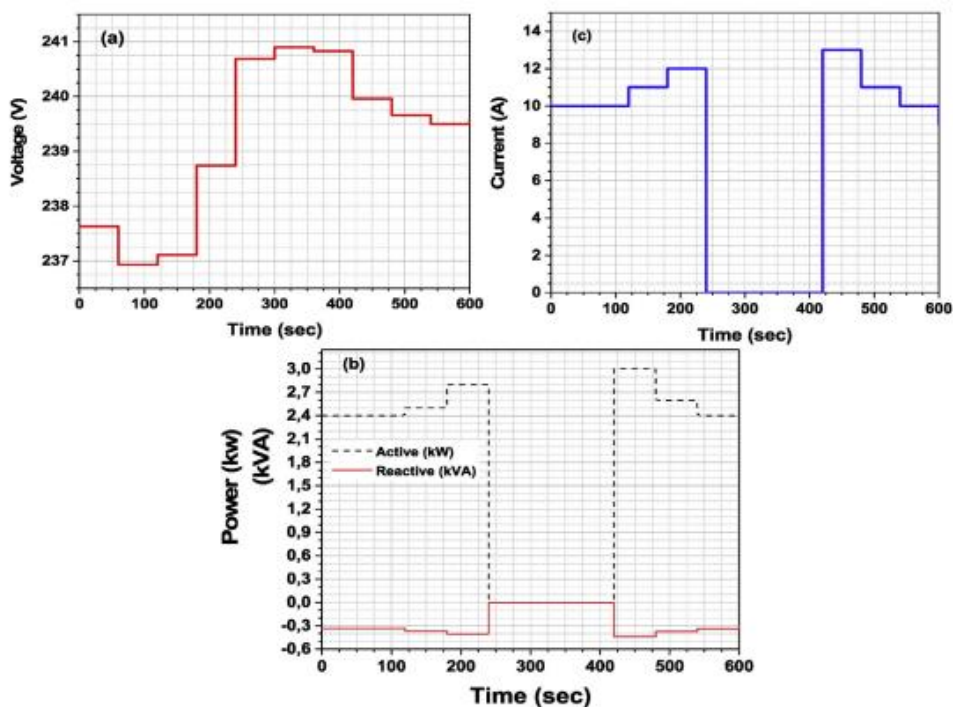 (a)
241
240
239
238
237
Voltage (V)
0 100 200 300 400 500 600
Time (sec)
(c)
14
12
10
8
6
4
2
0
Current (A)
0 100 200 300 400 500 600
Time (sec)
(b)
3,0
2,7
2,4
2,1
1,8
1,5
1,2
0,9
0,6
0,3
0,0
-0,3
-0,6
Power (kw)
(kVA)
Active (kW)
Reactive (kVA)
0 100 200 300 400 500 600
Time (sec)